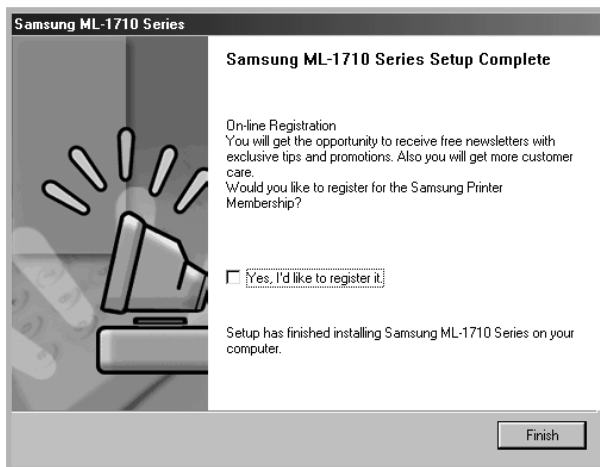 Samsung ML-1710 Series
Samsung ML-1710 Series Setup Complete
On-line Registration
You will get the opportunity to receive free newsletters with
exclusive tips and promotions. Also you will get more customer
care.
Would you like to register for the Samsung Printer
Membership?
Yes, I'd like to register it.
Setup has finished installing Samsung ML-1710 Series on your
computer.
Finish